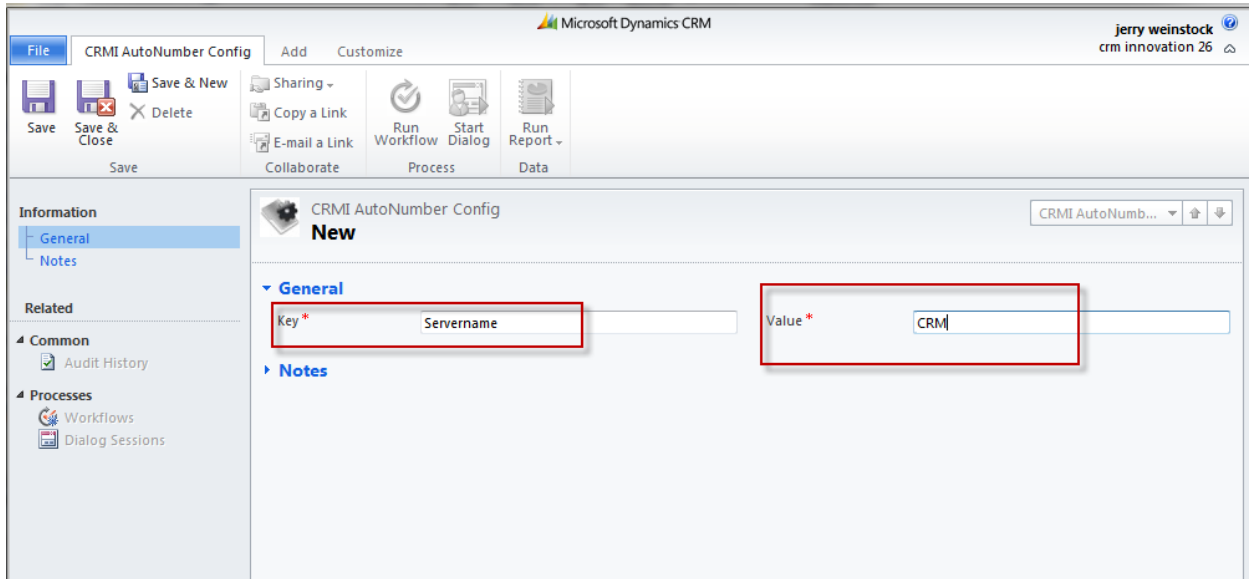 Microsoft Dynamics CRM
jerry weinstock
crm innovation 26
File CRMI AutoNumber Config Add Customize
Save
Save & Close
Save & New
Delete
Save
Sharing
Copy a Link
E-mail a Link
Collaborate
Run Workflow
Start Dialog
Process
Run Report
Data
Information
General
Notes
Related
Common
Audit History
Processes
Workflows
Dialog Sessions
CRMI AutoNumber Config
New
CRMI AutoNumb...
General
Key * Servername Value * CRM
Notes